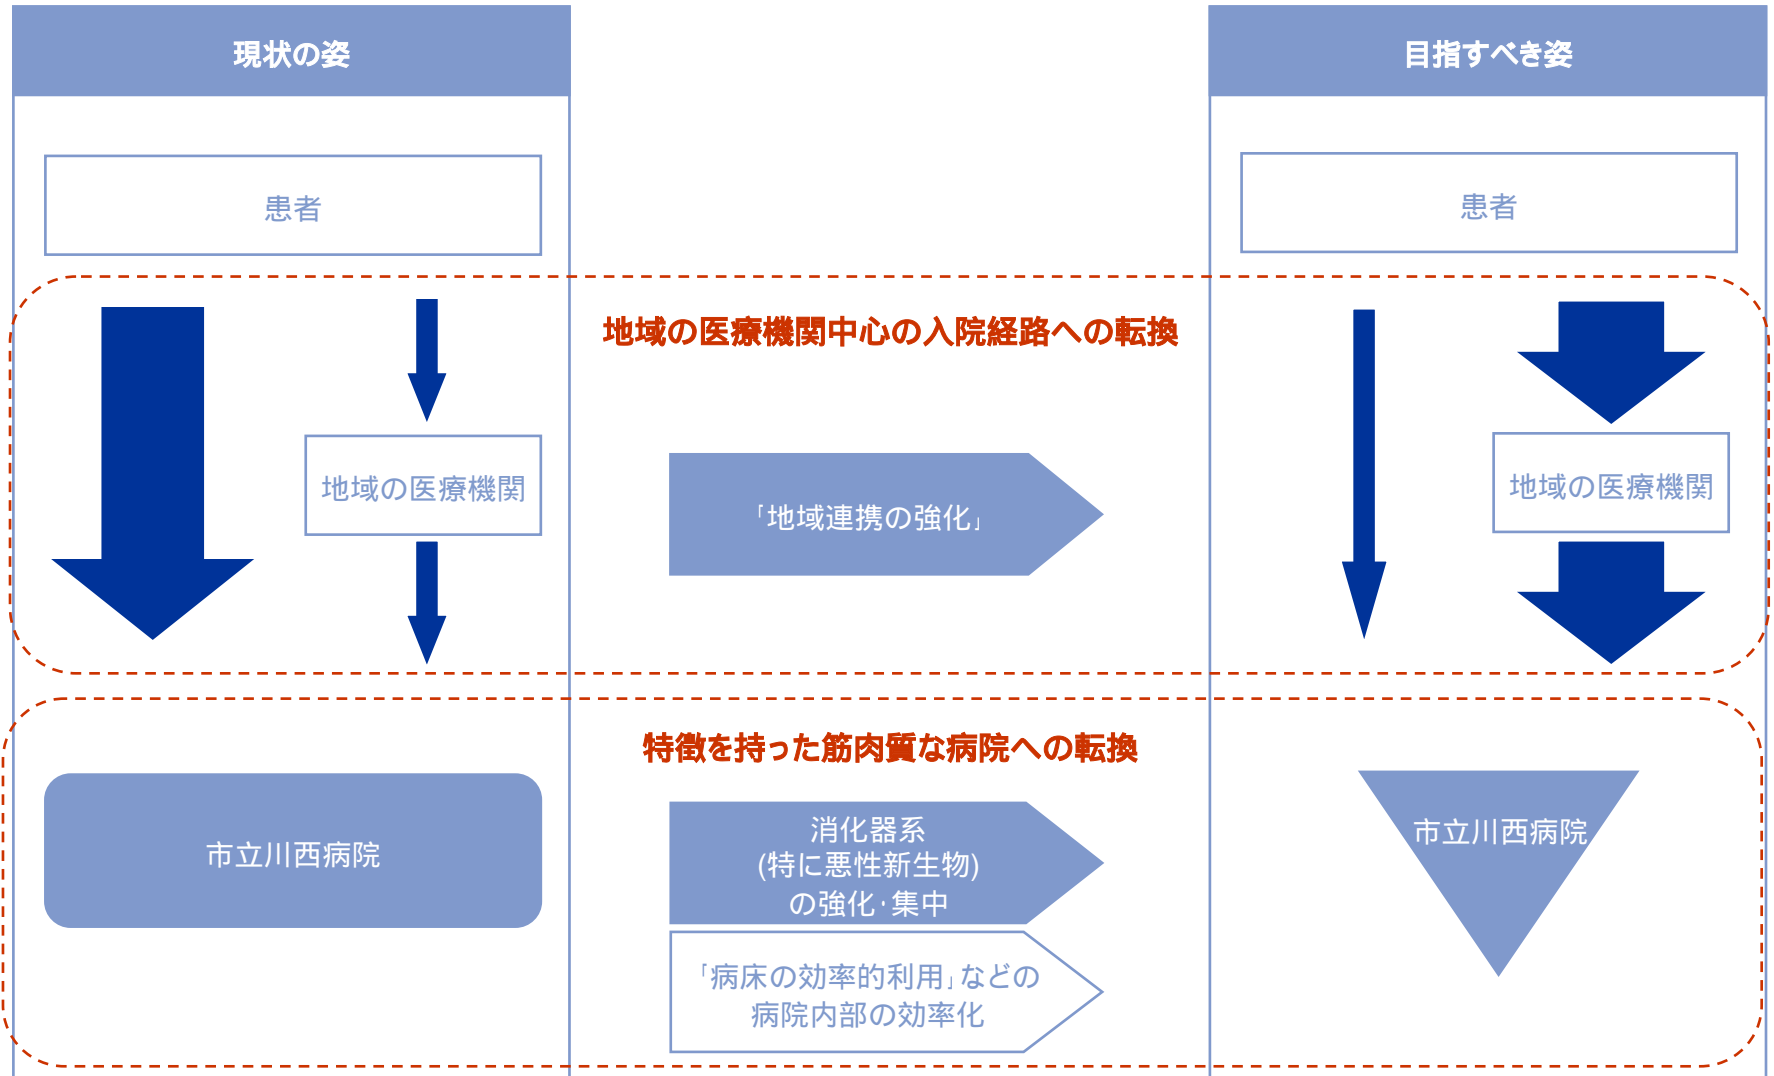 現状の姿
目指すべき姿
患者
患者
地域の医療機関中心の入院経路への転換
地域の医療機関
「地域連携の強化」
地域の医療機関
特徴を持った筋肉質な病院への転換
市立川西病院
消化器系
(特に悪性新生物)
の強化・集中
「病床の効率的利用」などの
病院内部の効率化
市立川西病院